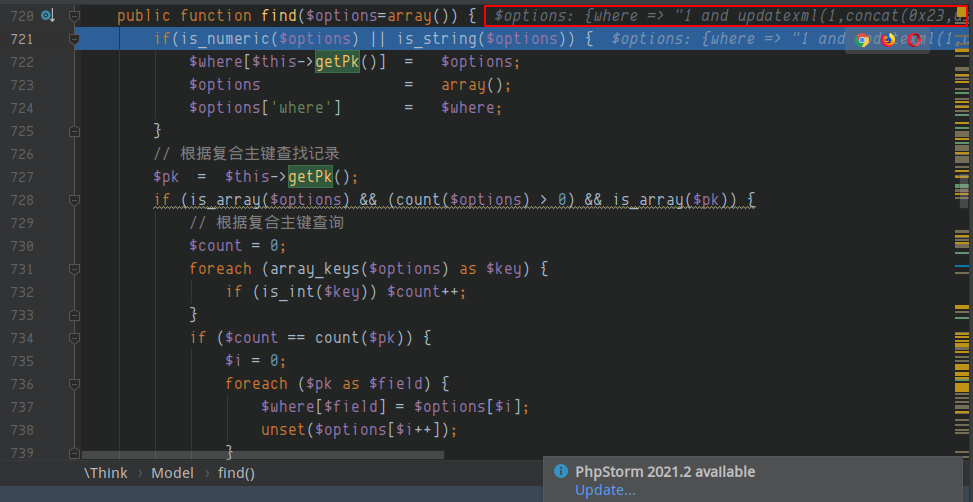 720 public function find($options=array()) { $options: {where => "1 and updatexml(1,concat(0x23,u
721 if(is_numeric($options) || is_string($options)) { $options: {where => "1 and updatexml(1,
722 $where[$this->getPk()] = $options;
723 $options = array();
724 $options['where'] = $where;
725 }
726 // 根据复合主键查找记录
727 $pk = $this->getPk();
728 if (is_array($options) && (count($options) > 0) && is_array($pk)) {
729 // 根据复合主键查询
730 $count = 0;
731 foreach (array_keys($options) as $key) {
732 if (is_int($key)) $count++;
733 }
734 if ($count == count($pk)) {
735 $i = 0;
736 foreach ($pk as $field) {
737 $where[$field] = $options[$i];
738 unset($options[$i++]);
739 }
\Think › Model › find()
PhpStorm 2021.2 available
Update...